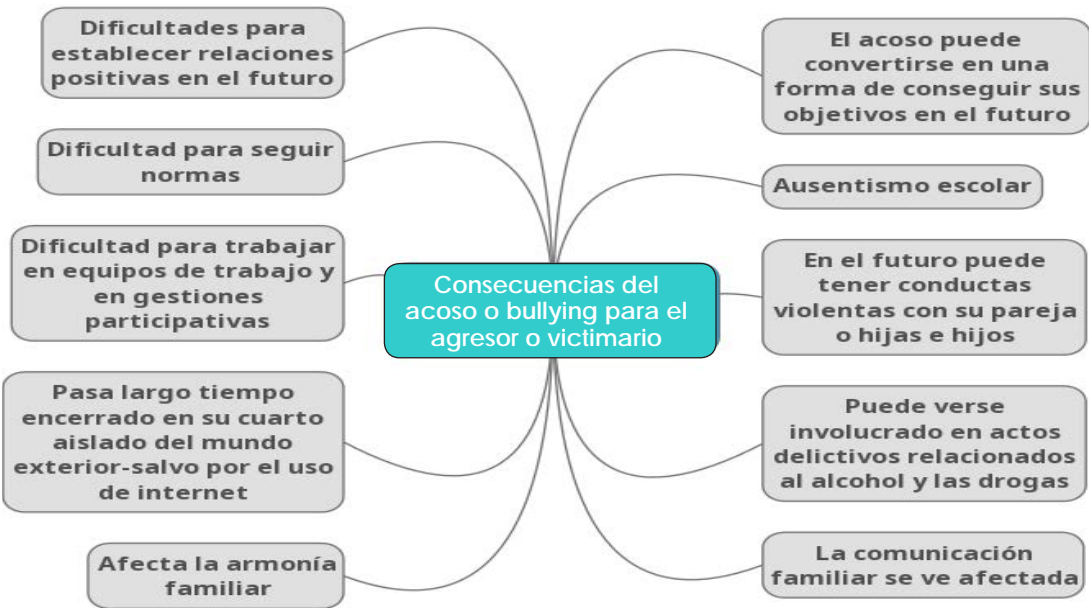 Dificultades para
establecer relaciones
positivas en el futuro
Dificultad para seguir
normas
Dificultad para trabajar
en equipos de trabajo y
en gestiones
participativas
Pasa largo tiempo
encerrado en su cuarto
aislado del mundo
exterior-salvo por el uso
de internet
Afecta la armonía
familiar
Consecuencias del
acoso o bullying para el
agresor o victimario
El acoso puede
convertirse en una
forma de conseguir sus
objetivos en el futuro
Ausentismo escolar
En el futuro puede
tener conductas
violentas con su pareja
o hijas e hijos
Puede verse
involucrado en actos
delictivos relacionados
al alcohol y las drogas
La comunicación
familiar se ve afectada